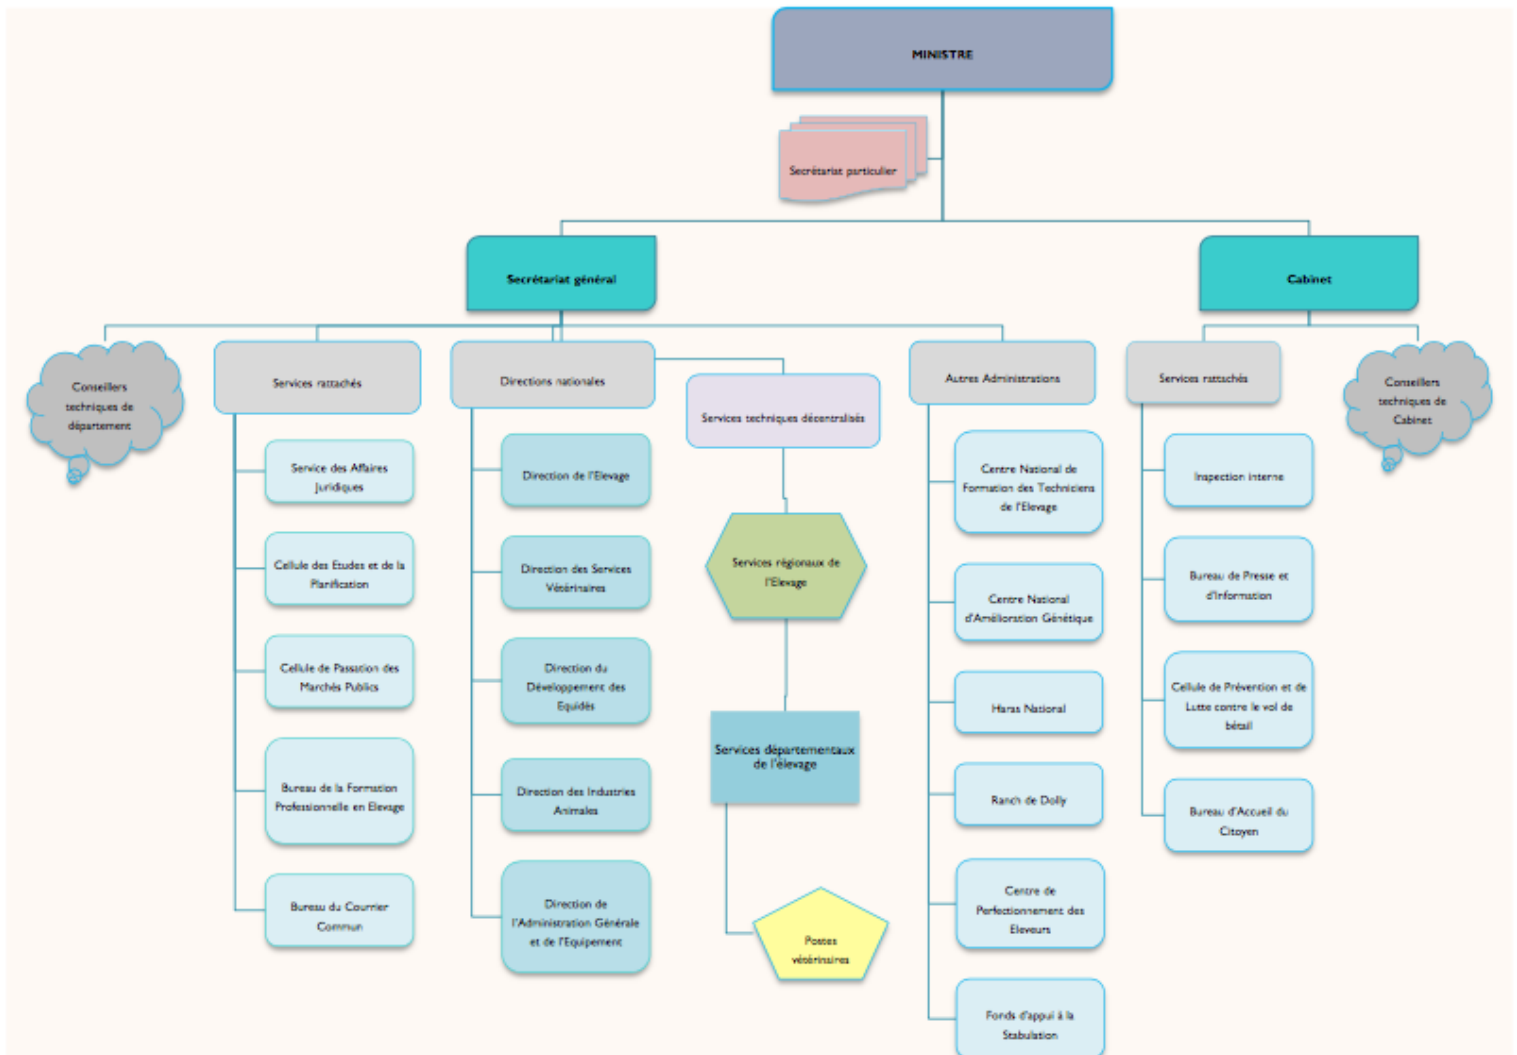 MINISTRE
Secrétariat particulier
Secrétariat général
Cabinet
Conseillers
techniques de
département
Services rattachés
Service des Affaires
Juridiques
Cellule des Etudes et de la
Planification
Cellule de Passation des
Marchés Publics
Bureau de la Formation
Professionnelle en Elevage
Bureau du Courrier
Commun
Directions nationales
Direction de l'Elevage
Direction des Services
Vétérinaires
Direction du
Développement des
Equidés
Direction des Industries
Animales
Direction de
l'Administration Générale
et de l'Equipement
Services techniques décentralisés
Services régionaux de
l'Elevage
Services départementaux
de l'élevage
Postes
vétérinaires
Autres Administrations
Centre National de
Formation des Techniciens
de l'Elevage
Centre National
d'Amélioration Génétique
Haras National
Ranch de Dolly
Centre de
Perfectionnement des
Eleveurs
Fonds d'appui à la
Stabulation
Services rattachés
Inspection interne
Bureau de Presse et
d'Information
Cellule de Prévention et de
Lutte contre le vol de
bétail
Bureau d'Accueil du
Citoyen
Conseillers
techniques de
Cabinet